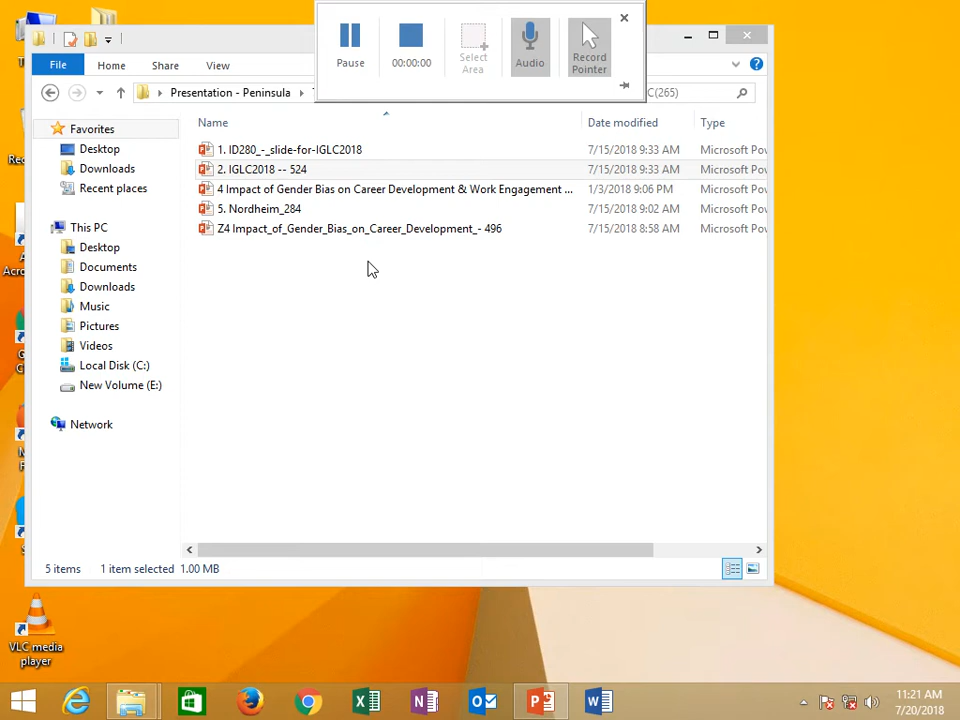 Pause
00:00:00
Select
Area
Audio
Record
Pointer
File
Home
Share
View
Presentation - Peninsula
C(265)
Favorites
Desktop
Downloads
Recent places
This PC
Desktop
Documents
Downloads
Music
Pictures
Videos
Local Disk (C:)
New Volume (E:)
Network
Name
Date modified
Type
1. ID280_-_slide-for-IGLC2018
7/15/2018 9:33 AM
Microsoft Pov
2. IGLC2018 -- 524
7/15/2018 9:33 AM
Microsoft Pov
4 Impact of Gender Bias on Career Development & Work Engagement ...
1/3/2018 9:06 PM
Microsoft Pov
5. Nordheim_284
7/15/2018 9:02 AM
Microsoft Pov
Z4 Impact_of_Gender_Bias_on_Career_Development_- 496
7/15/2018 8:58 AM
Microsoft Pov
5 items
1 item selected 1.00 MB
VLC media
player
11:21 AM
7/20/2018